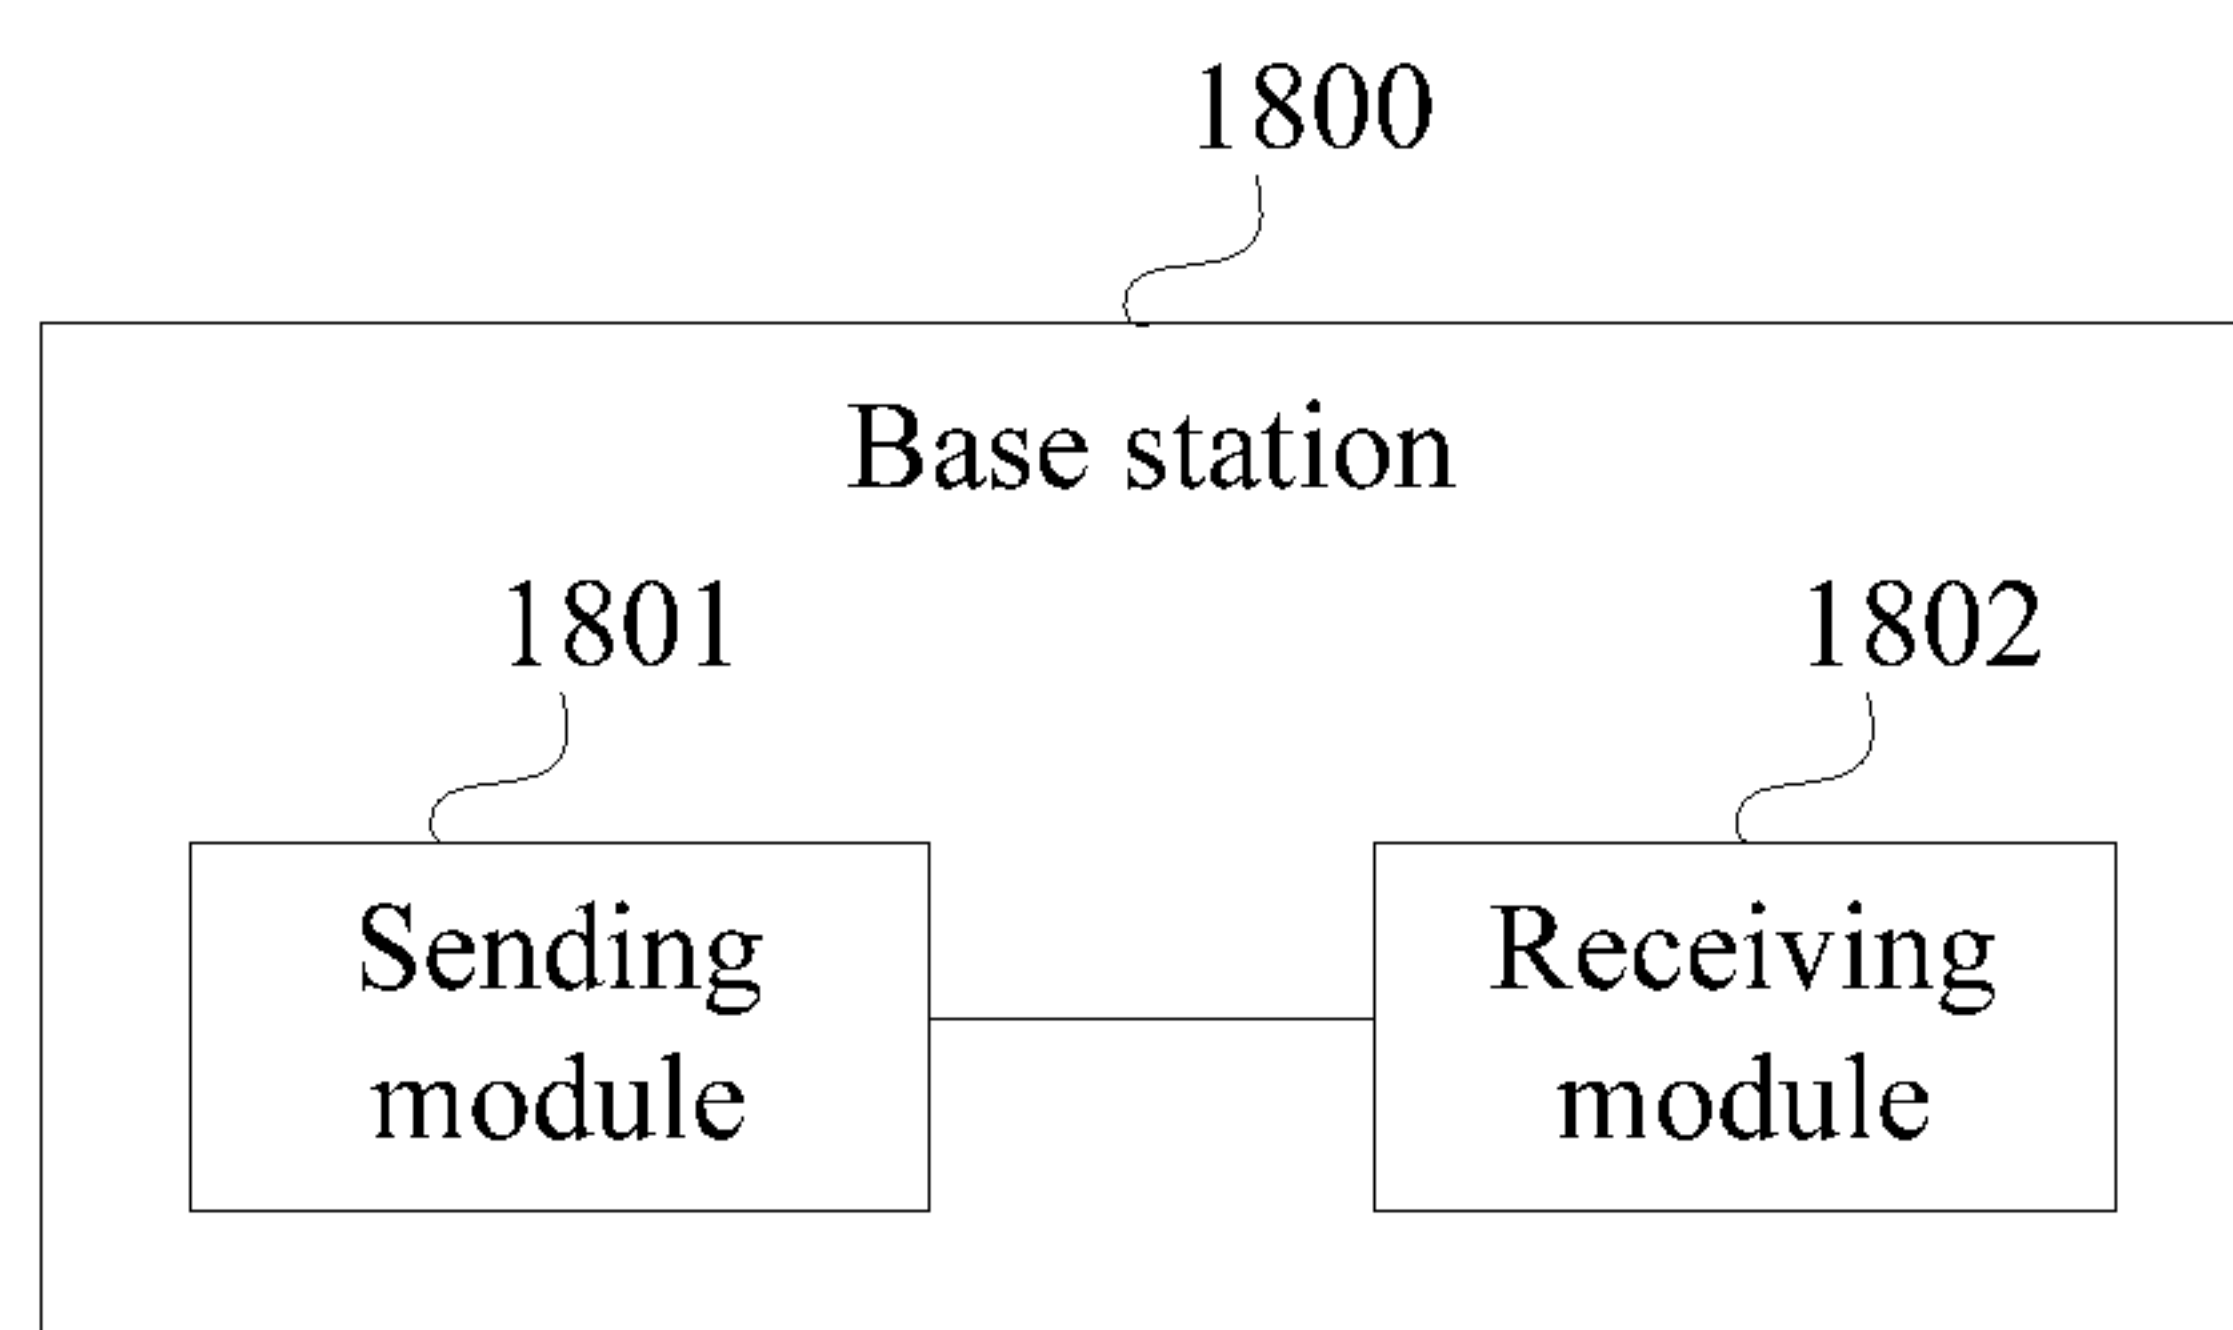 1800
Base station
1801
1802
Sending
module
Receiving
module